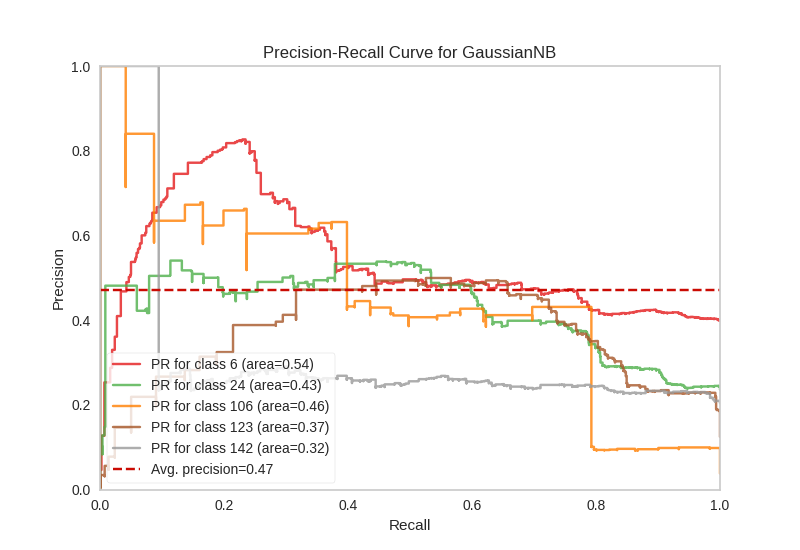 Precision-Recall Curve for GaussianNB
1.0
0.8
0.6
0.4
0.2
0.0
Precision
PR for class 6 (area=0.54)
PR for class 24 (area=0.43)
PR for class 106 (area=0.46)
PR for class 123 (area=0.37)
PR for class 142 (area=0.32)
Avg. precision=0.47
0.0 0.2 0.4 0.6 0.8 1.0
Recall